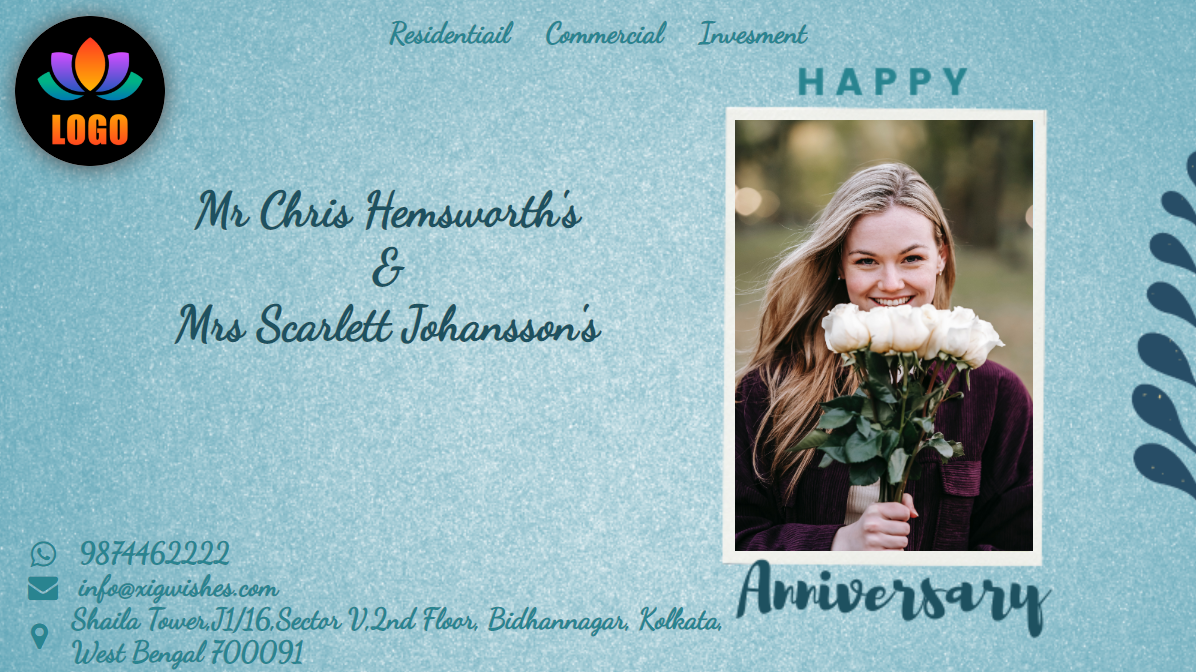 Residentiail Commercial Invesment
LOGO
HAPPY
Mr Chris Hemsworth's
&
Mrs Scarlett Johansson's
Anniversary
9874462222
info@xigwishes.com
Shaila Tower,J1/16,Sector V,2nd Floor, Bidhannagar, Kolkata,
West Bengal 700091